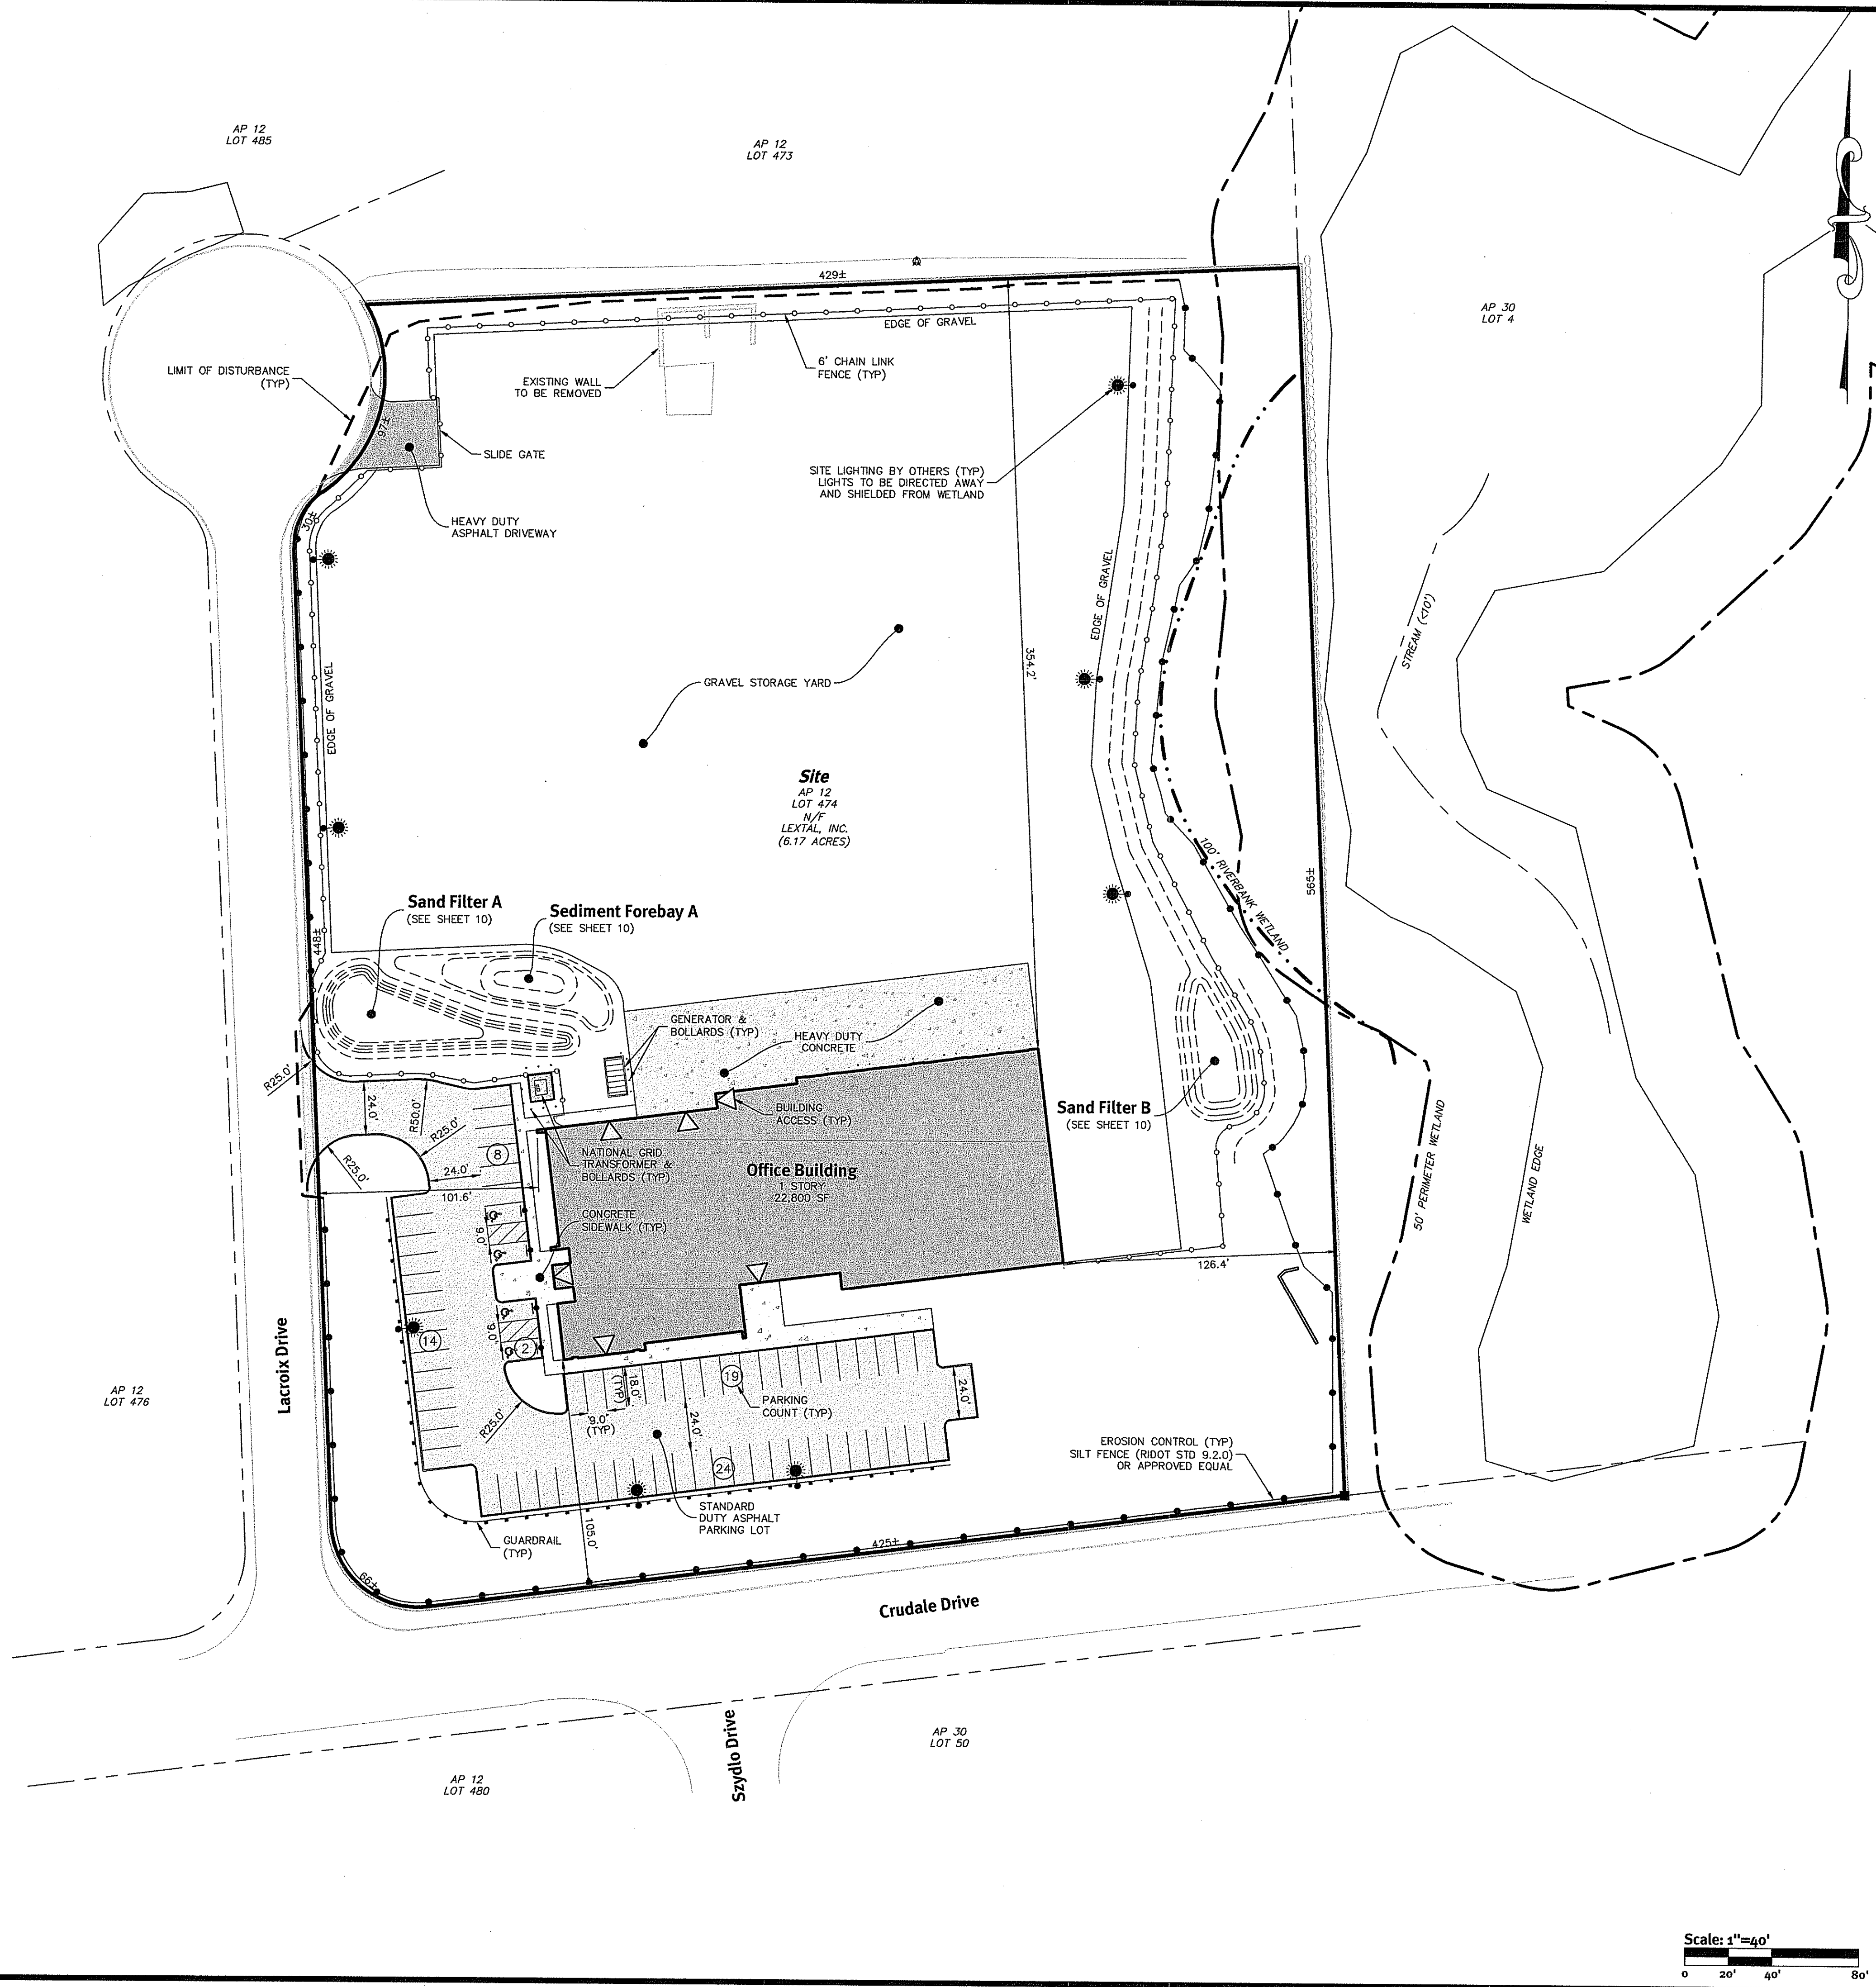 AP 12
LOT 485
AP 12
LOT 473
429±
EDGE OF GRAVEL
AP 30
LOT 4
LIMIT OF DISTURBANCE
(TYP)
EXISTING WALL
TO BE REMOVED
6' CHAIN LINK
FENCE (TYP)
97±
SLIDE GATE
SITE LIGHTING BY OTHERS (TYP)
LIGHTS TO BE DIRECTED AWAY
AND SHIELDED FROM WETLAND
30±
HEAVY DUTY
ASPHALT DRIVEWAY
EDGE OF GRAVEL
STREAM (<10')
EDGE OF GRAVEL
354.2'
GRAVEL STORAGE YARD
Site
AP 12
LOT 474
N/F
LEXTAL, INC.
(6.17 ACRES)
100' RIVERBANK WETLAND
565±
Sand Filter A
(SEE SHEET 10)
Sediment Forebay A
(SEE SHEET 10)
448±
GENERATOR &
BOLLARDS (TYP)
HEAVY DUTY
CONCRETE
R25.0'
24.0'
R50.0'
R25.0'
BUILDING
ACCESS (TYP)
Sand Filter B
(SEE SHEET 10)
R25.0'
8
24.0'
101.6'
NATIONAL GRID
TRANSFORMER &
BOLLARDS (TYP)
Office Building
1 STORY
22,800 SF
50' PERIMETER WETLAND
WETLAND EDGE
9.0'
CONCRETE
SIDEWALK (TYP)
126.4'
Lacroix Drive
14
9.0'
2
AP 12
LOT 476
R25.0'
18.0'
(TYP)
9.0'
(TYP)
19
PARKING
COUNT (TYP)
24.0'
24.0'
24
EROSION CONTROL (TYP)
SILT FENCE (RIDOT STD 9.2.0)
OR APPROVED EQUAL
STANDARD
DUTY ASPHALT
PARKING LOT
GUARDRAIL
(TYP)
105.0'
425±
66±
Crudale Drive
Szydlo Drive
AP 30
LOT 50
AP 12
LOT 480
Scale: 1"=40'
0 20' 40' 80'